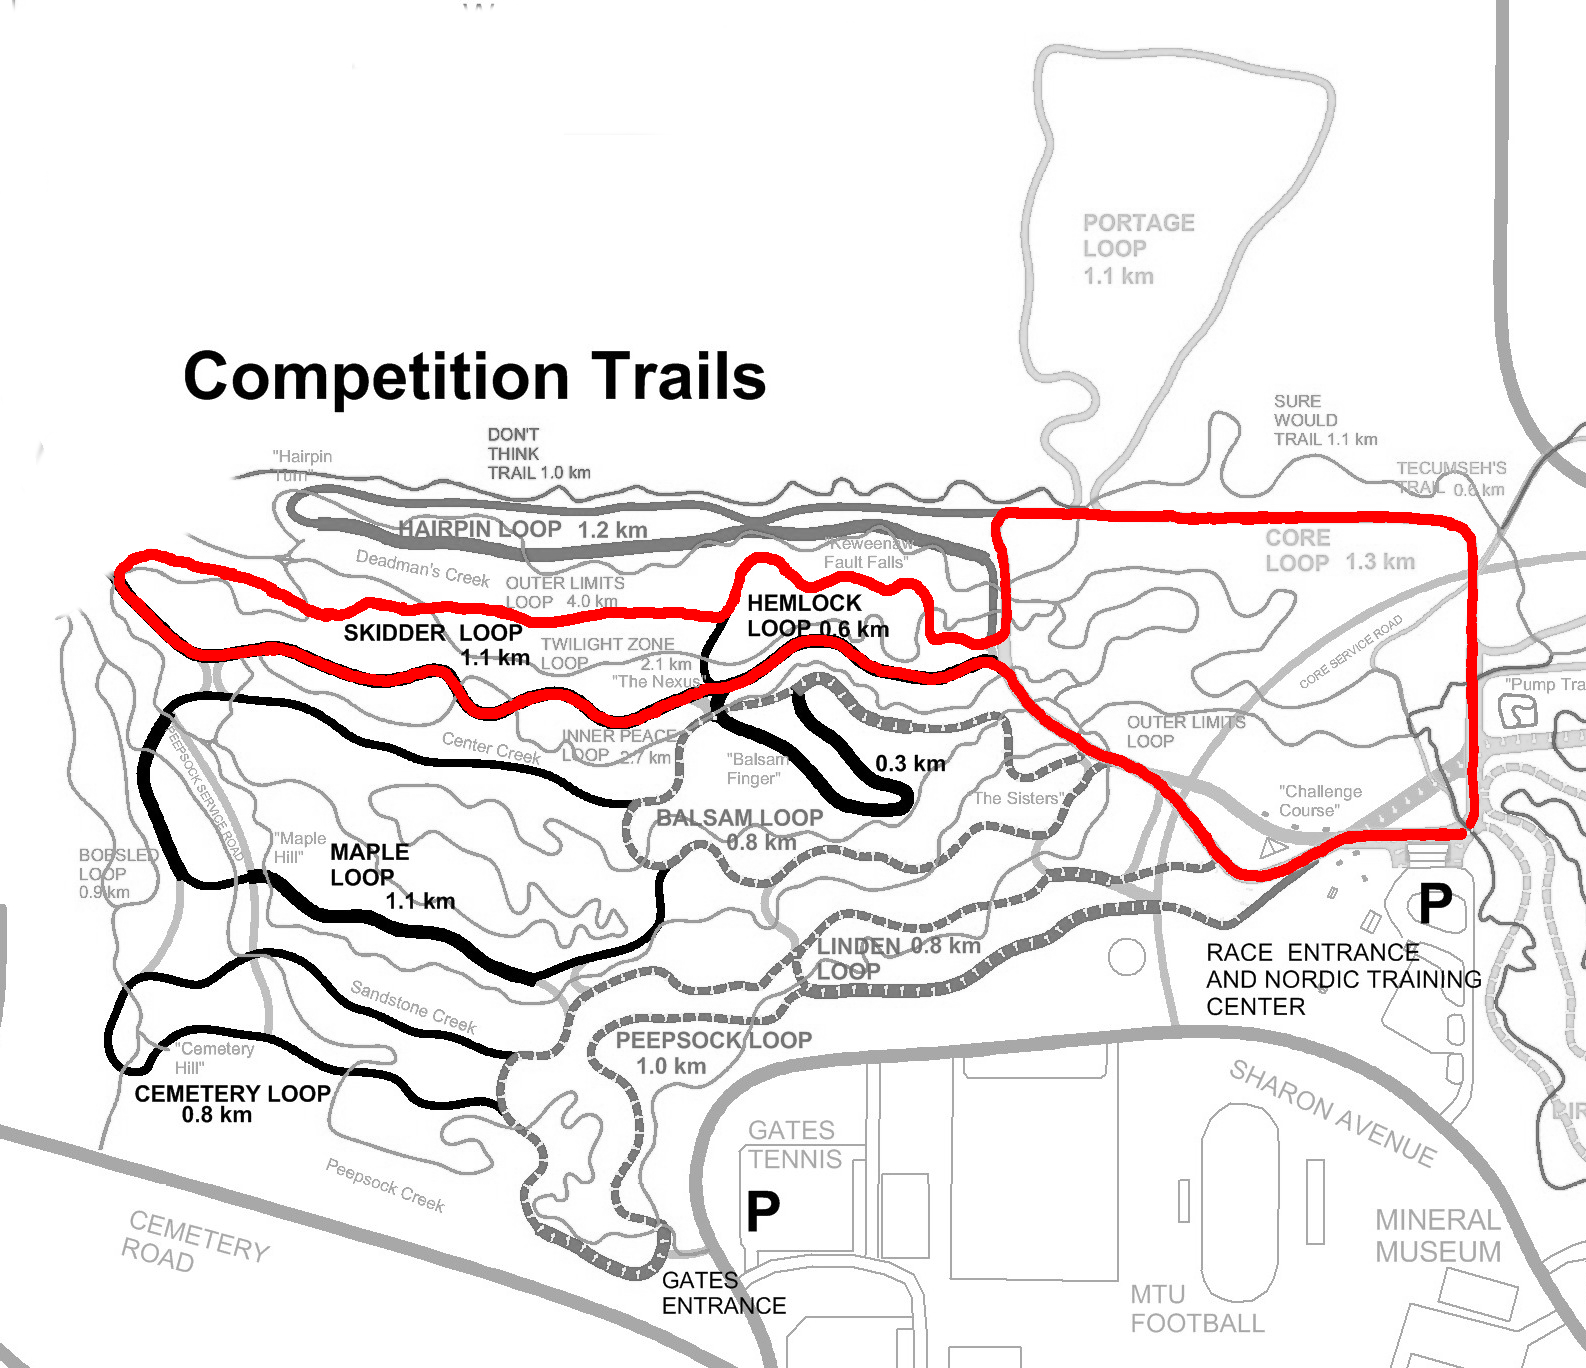 PORTAGE
LOOP
1.1 km
Competition Trails
SURE
WOULD
TRAIL 1.1 km
DON'T
THINK
TRAIL 1.0 km
"Hairpin
Turn"
TECUMSEH'S
TRAIL 0.6 km
HAIRPIN LOOP 1.2 km
CORE
LOOP 1.3 km
"Keweenaw
Fault Falls"
Deadman's Creek
OUTER LIMITS
LOOP 4.0 km
HEMLOCK
LOOP 0.6 km
SKIDDER LOOP
1.1 km
TWILIGHT ZONE
LOOP 2.1 km
"The Nexus
CORE SERVICE ROAD
"Pump Tra
OUTER LIMITS
LOOP
INNER PEACE
LOOP 2.7 km
Center Creek
"Balsam
Finger"
0.3 km
PEEPSOCK SERVICE ROAD
"The Sisters"
"Challenge
Course"
BALSAM LOOP
0.8 km
"Maple
Hill"
MAPLE
LOOP
1.1 km
BOBSLED
LOOP
0.9 km
P
LINDEN 0.8 km
LOOP
RACE ENTRANCE
AND NORDIC TRAINING
CENTER
Sandstone Creek
PEEPSOCK LOOP
1.0 km
"Cemetery
Hill"
CEMETERY LOOP
0.8 km
SHARON AVENUE
BIR
GATES
TENNIS
P
Peepsock Creek
CEMETERY
ROAD
MINERAL
MUSEUM
GATES
ENTRANCE
MTU
FOOTBALL